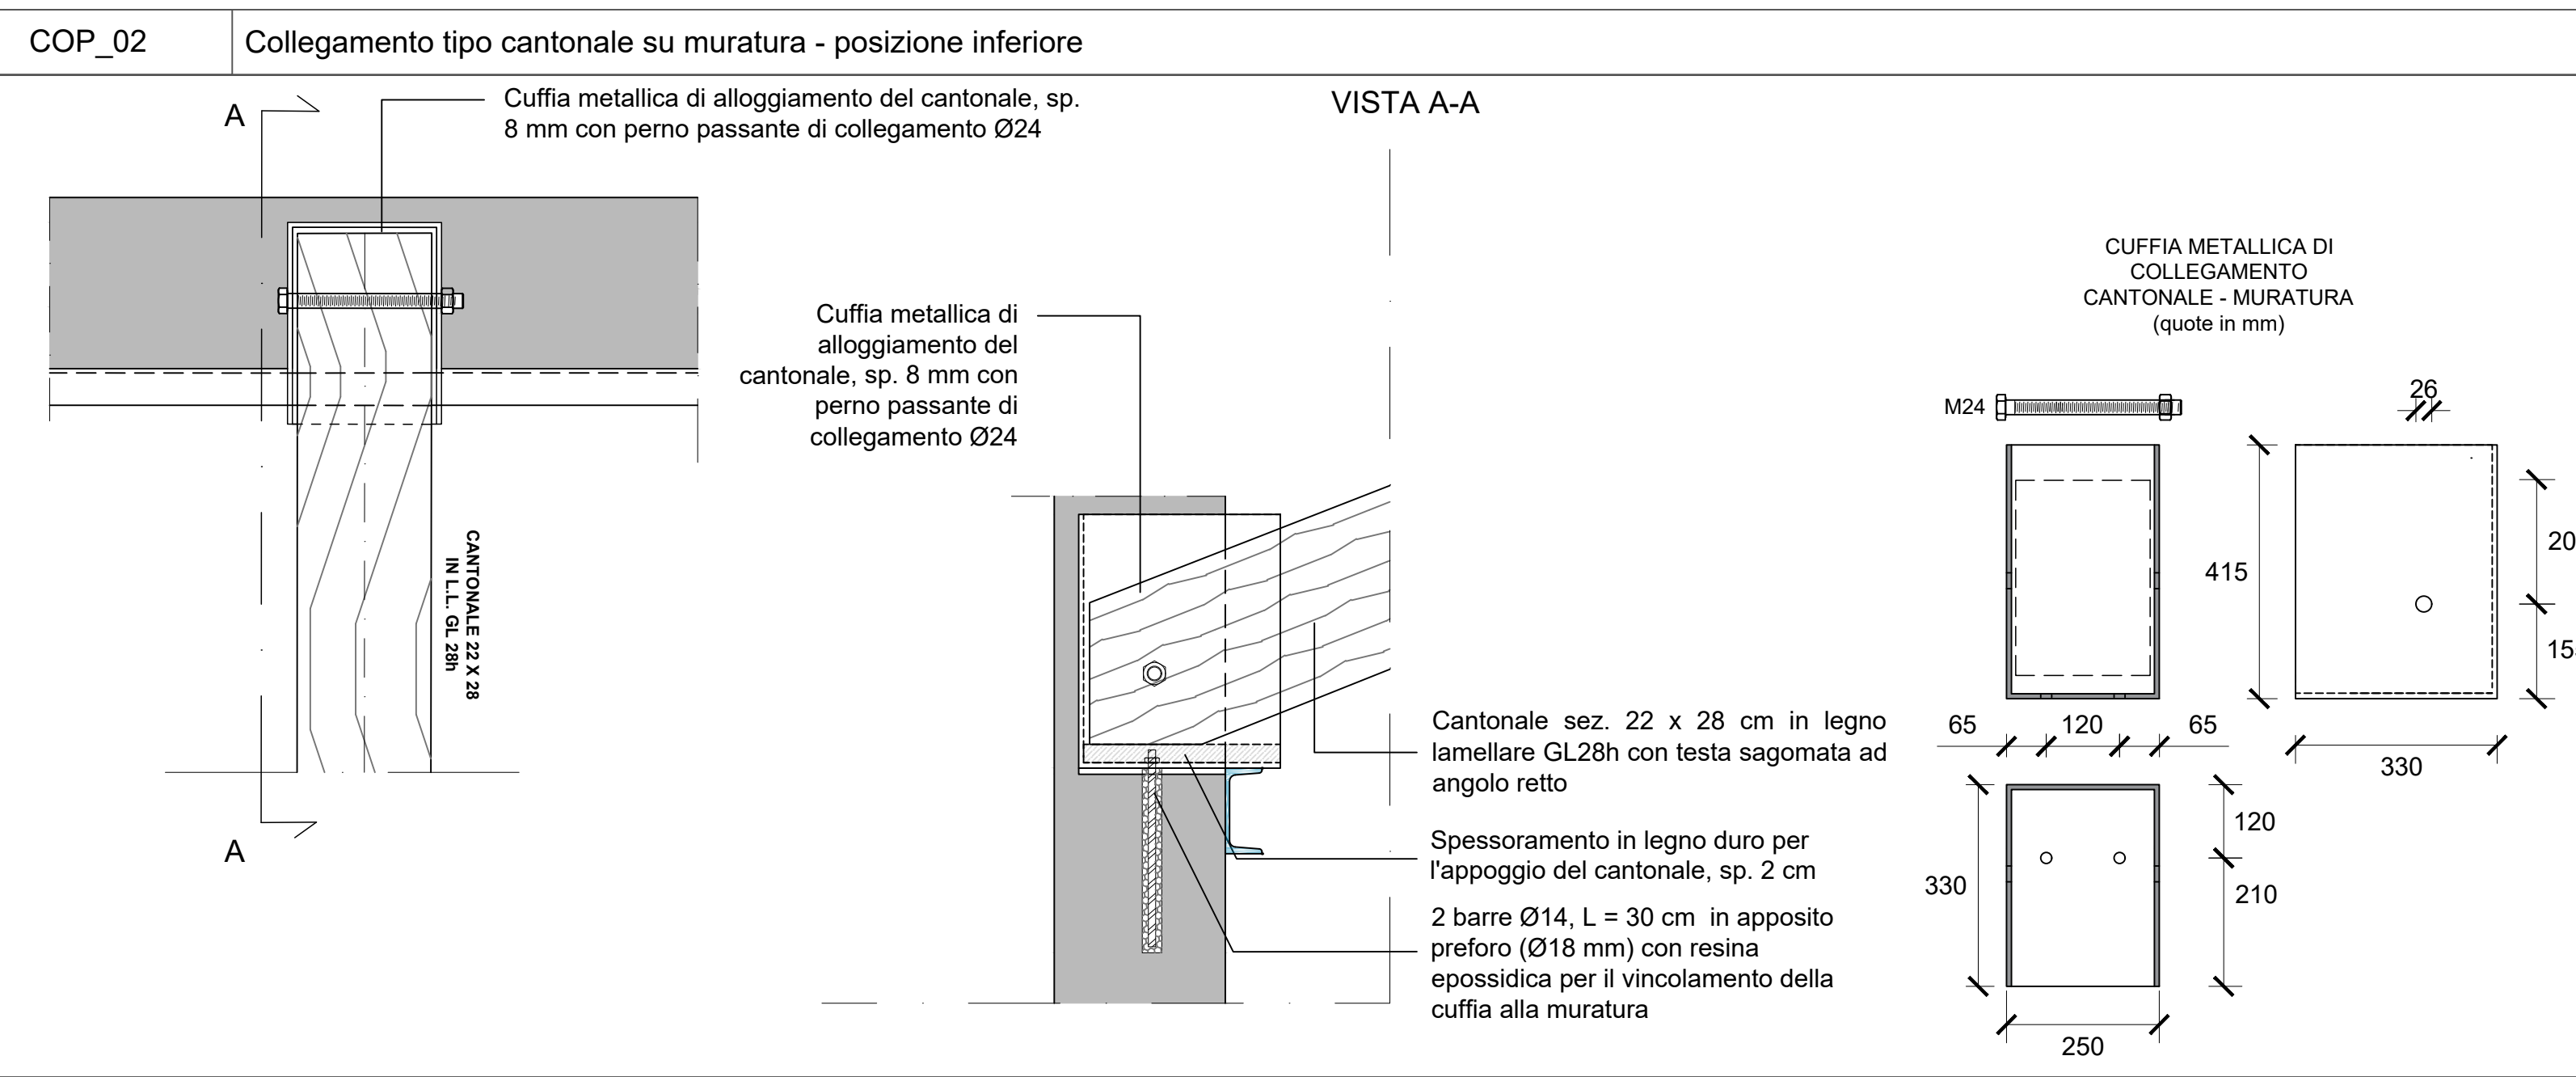 COP_02
Collegamento tipo cantonale su muratura - posizione inferiore
A
Cuffia metallica di alloggiamento del cantonale, sp.
8 mm con perno passante di collegamento Ø24
VISTA A-A
CANTONALE 22 X 28
IN L.L. GL 28h
A
Cuffia metallica di
alloggiamento del
cantonale, sp. 8 mm con
perno passante di
collegamento Ø24
Cantonale sez. 22 x 28 cm in legno
lamellare GL28h con testa sagomata ad
angolo retto
Spessoramento in legno duro per
l'appoggio del cantonale, sp. 2 cm
2 barre Ø14, L = 30 cm in apposito
preforo (Ø18 mm) con resina
epossidica per il vincolamento della
cuffia alla muratura
CUFFIA METALLICA DI
COLLEGAMENTO
CANTONALE - MURATURA
(quote in mm)
M24
26
415
65
120
65
330
330
120
210
250